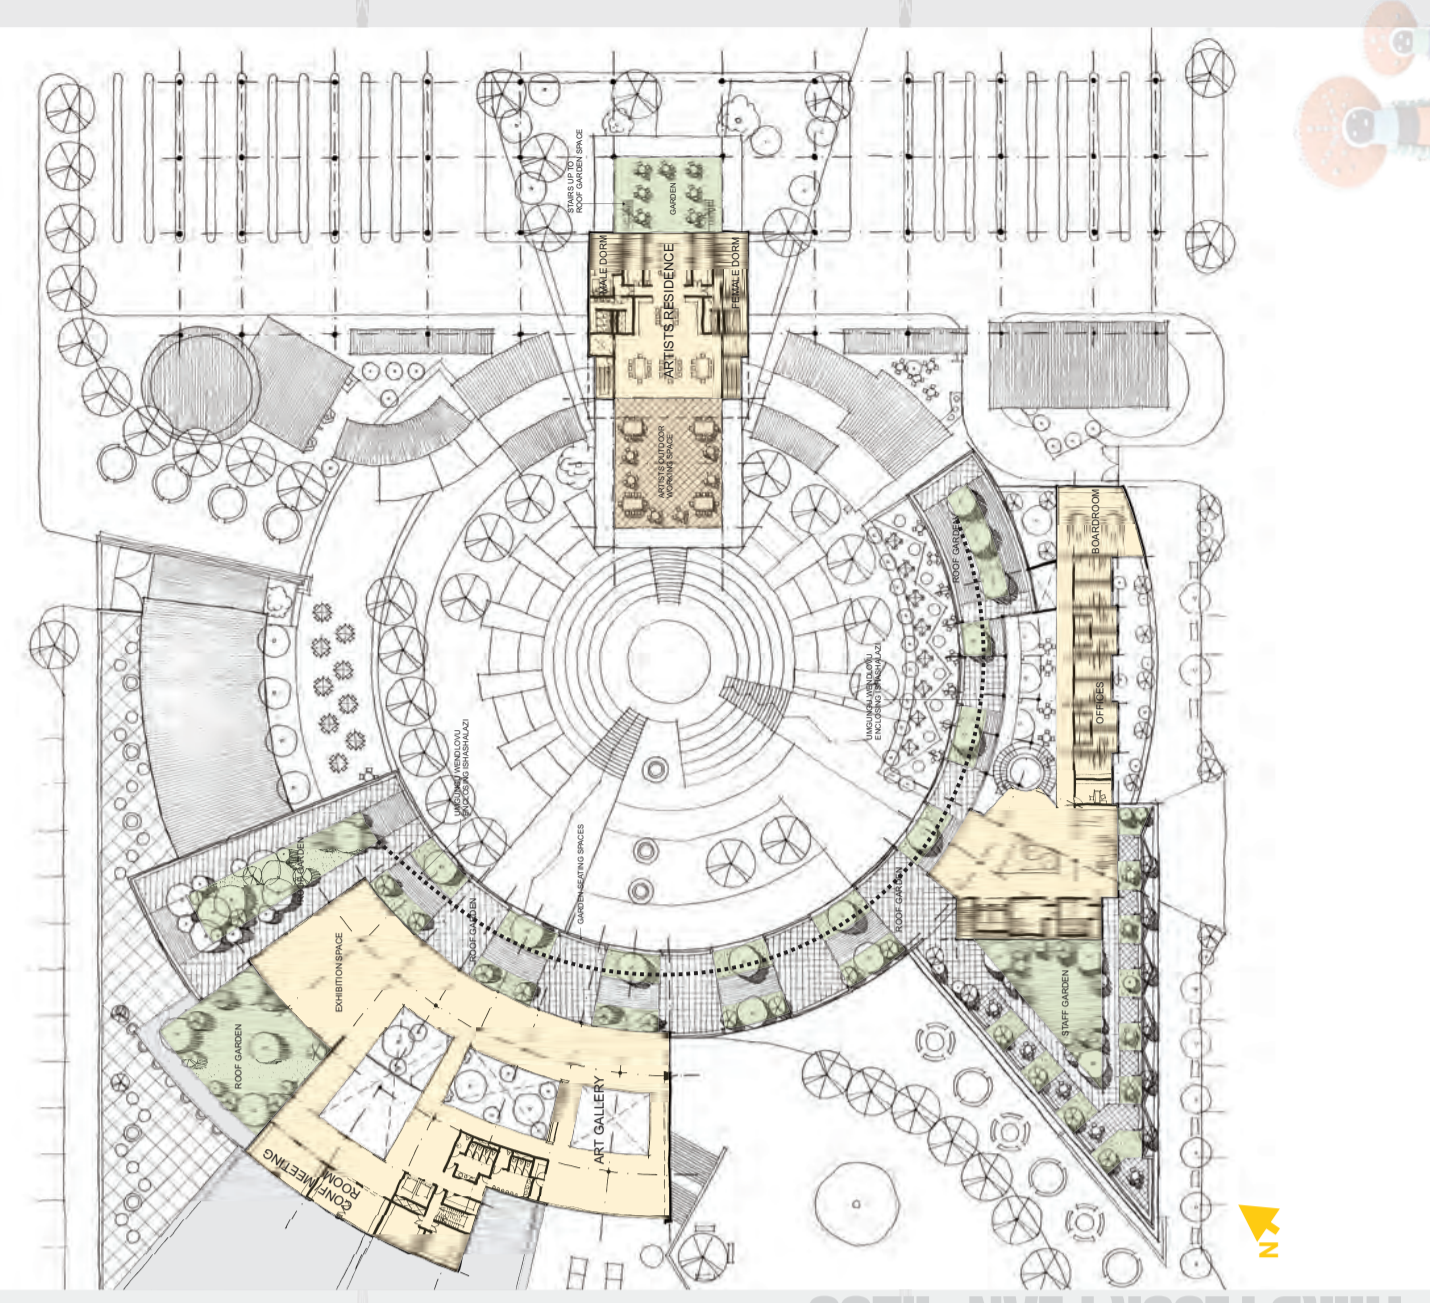 STAIRS UP TO
ROOF GARDEN SPACE
GARDEN
MALE DORM
ARTISTS RESIDENCE
FEMALE DORM
ARTISTS OUTDOOR
WORKING SPACE
ROOF GARDEN
BOARDROOM
OFFICES
UMGUNGU WENDLOVU
ENCLOSING ISHASHALAZI
UMGUNGU WENDLOVU
ENCLOSING ISHASHALAZI
GARDEN SEATING SPACES
ROOF GARDEN
ROOF GARDEN
ROOF GARDEN
EXHIBITION SPACE
ROOF GARDEN
STAFF GARDEN
ART GALLERY
CONF/MEETING
ROOM
N